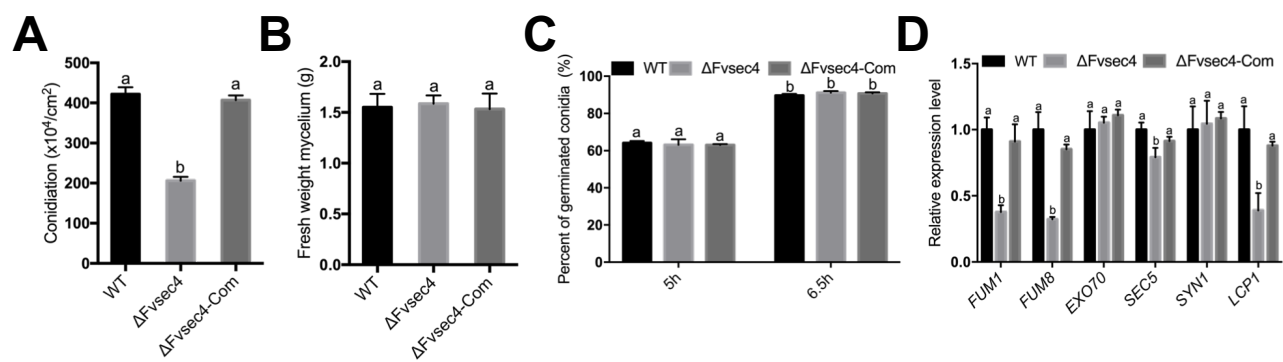 A
Conidiation (x10⁴/cm²)
500
400
300
200
100
0
a
b
a
WT
ΔFvsec4
ΔFvsec4-Com
B
Fresh weight mycelium (g)
2.0
1.5
1.0
0.5
0.0
a
a
a
WT
ΔFvsec4
ΔFvsec4-Com
C
Percent of germinated conidia (%)
WT ΔFvsec4 ΔFvsec4-Com
100
80
60
40
20
0
a a a
b b b
5h
6.5h
D
Relative expression level
WT ΔFvsec4 ΔFvsec4-Com
1.5
1.0
0.5
0.0
a b a
a b a
a a a
a b a
a a a
a b a
FUM1
FUM8
EXO70
SEC5
SYN1
LCP1